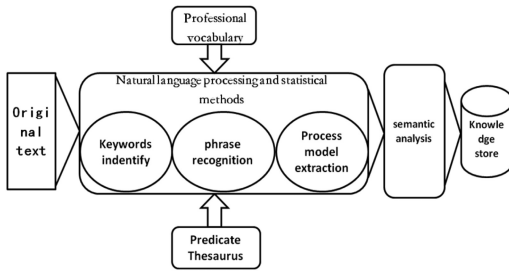 Professional
vocabulary
Natural language processing and statistical
methods
Origi
nal
text
Keywords
indentify
phrase
recognition
Process
model
extraction
semantic
analysis
Knowle
dge
store
Predicate
Thesaurus